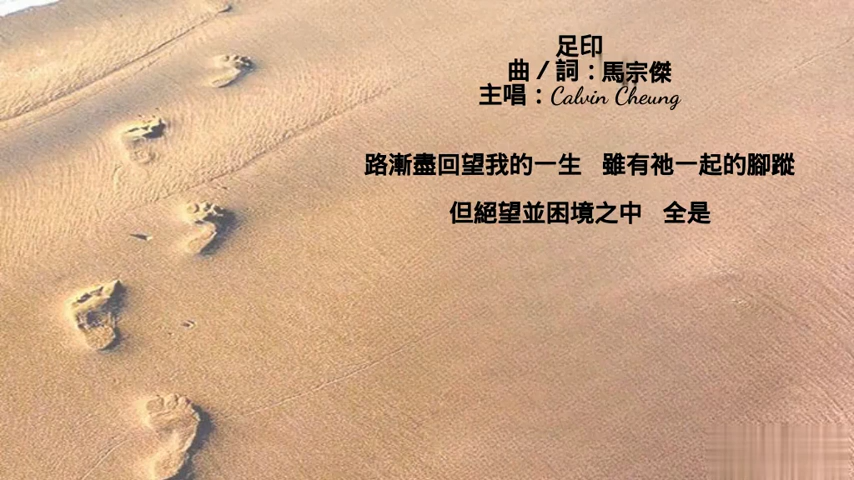 足印
曲／詞：馬宗傑
主唱：Calvin Cheung
路漸盡回望我的一生 雖有祂一起的腳蹤
但絕望並困境之中 全是